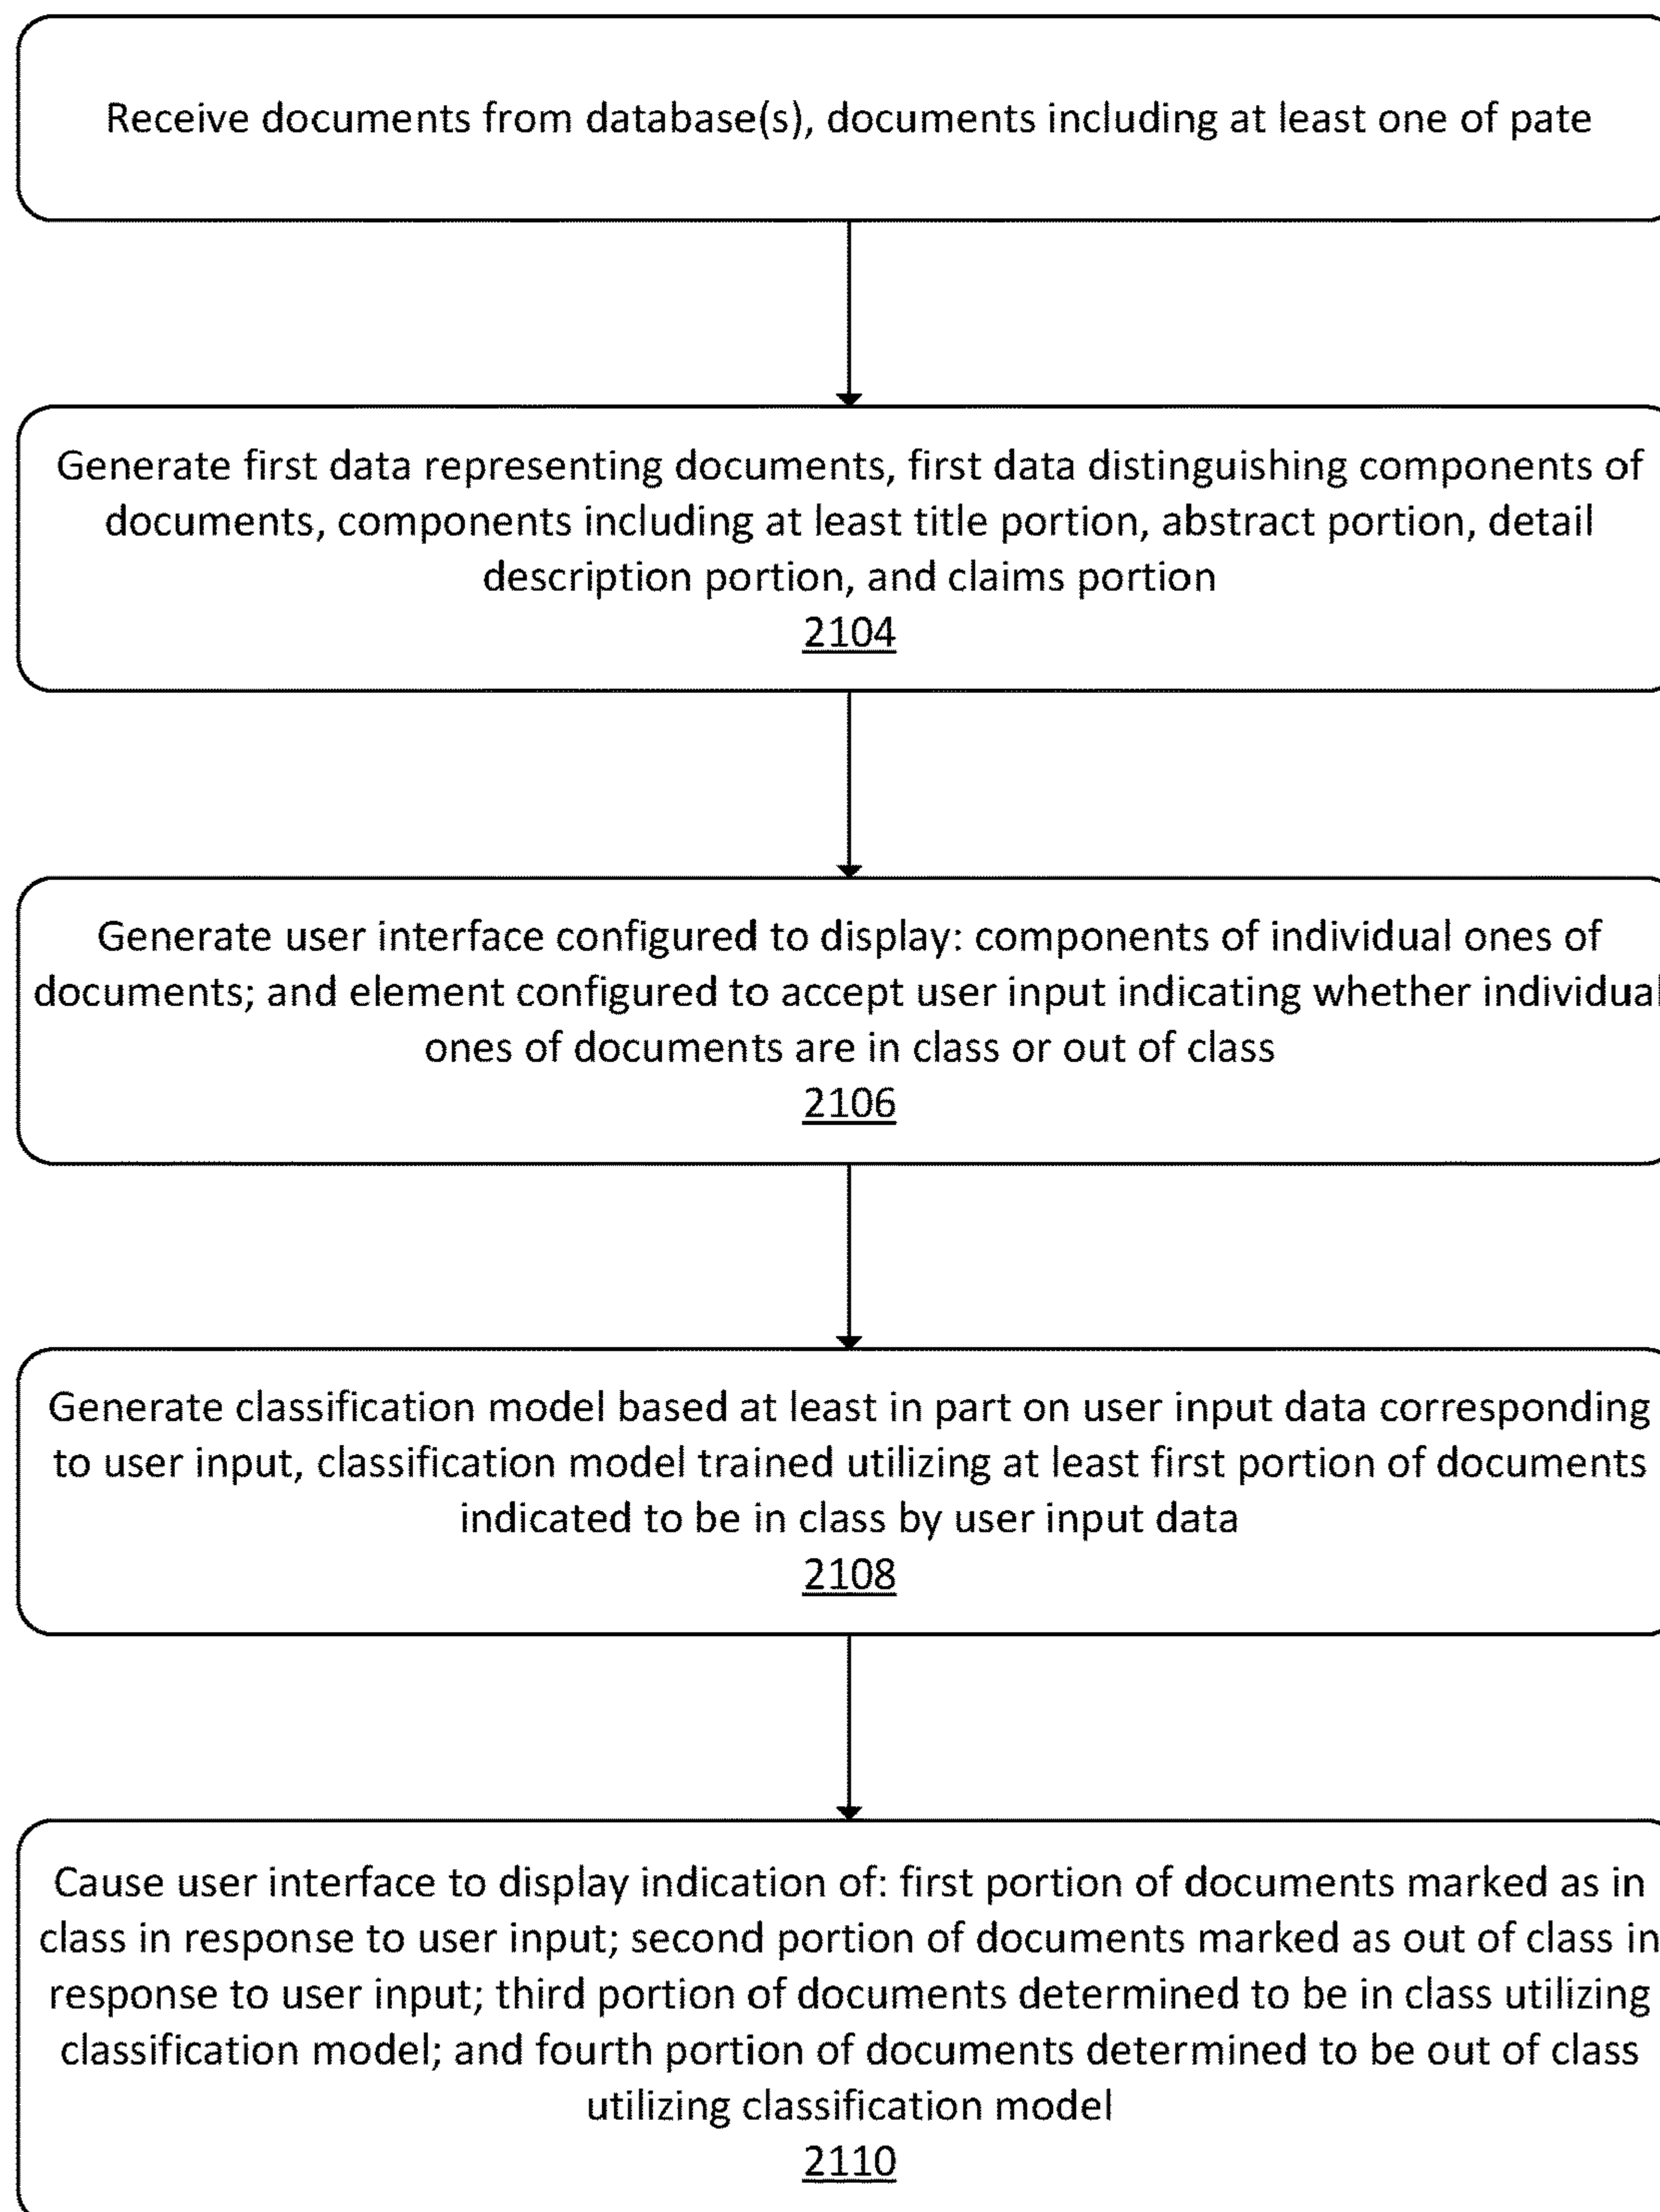 Receive documents from database(s), documents including at least one of pate
Generate first data representing documents, first data distinguishing components of
documents, components including at least title portion, abstract portion, detail
description portion, and claims portion
2104
Generate user interface configured to display: components of individual ones of
documents; and element configured to accept user input indicating whether individual
ones of documents are in class or out of class
2106
Generate classification model based at least in part on user input data corresponding
to user input, classification model trained utilizing at least first portion of documents
indicated to be in class by user input data
2108
Cause user interface to display indication of: first portion of documents marked as in
class in response to user input; second portion of documents marked as out of class in
response to user input; third portion of documents determined to be in class utilizing
classification model; and fourth portion of documents determined to be out of class
utilizing classification model
2110